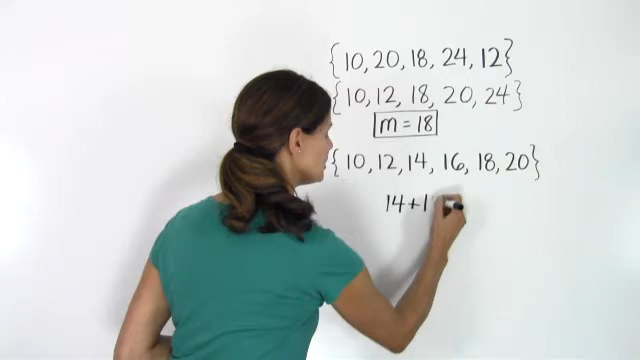 {10, 20, 18, 24, 12}
{10, 12, 18, 20, 24}
m = 18
{10, 12, 14, 16, 18, 20}
14+1